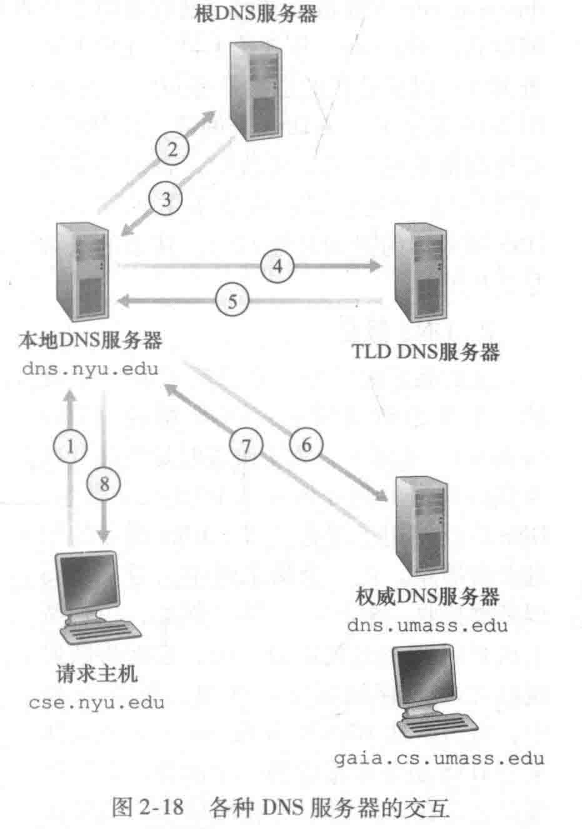 根DNS服务器
2
3
4
5
本地DNS服务器
dns.nyu.edu
TLD DNS服务器
1
8
7
6
权威DNS服务器
dns.umass.edu
请求主机
cse.nyu.edu
gaia.cs.umass.edu
图 2-18 各种 DNS 服务器的交互